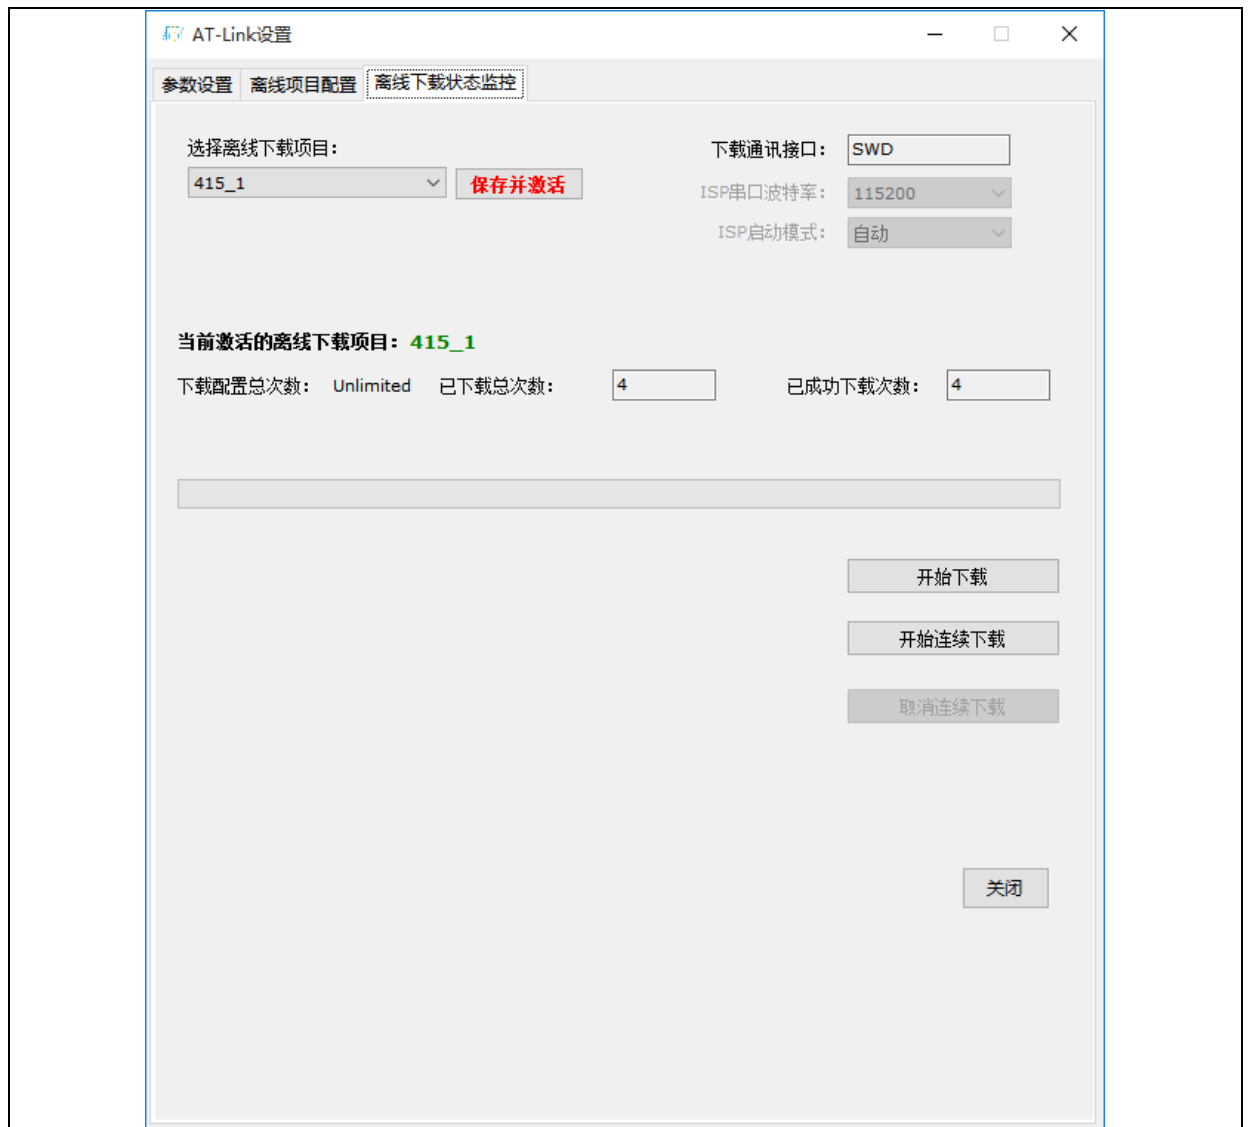 AT-Link设置
参数设置 离线项目配置 离线下载状态监控
选择离线下载项目：
415_1 保存并激活
下载通讯接口： SWD
ISP串口波特率： 115200
ISP启动模式： 自动
当前激活的离线下载项目：415_1
下载配置总次数： Unlimited 已下载总次数： 4 已成功下载次数： 4
开始下载
开始连续下载
取消连续下载
关闭